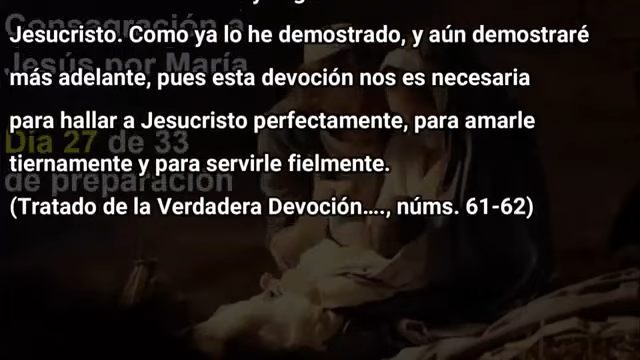 Consagración a
Jesucristo. Como ya lo he demostrado, y aún demostraré
Jesús por María
más adelante, pues esta devoción nos es necesaria
para hallar a Jesucristo perfectamente, para amarle
Día 27 de 33
tiernamente y para servirle fielmente.
de preparación
(Tratado de la Verdadera Devoción...., núms. 61-62)